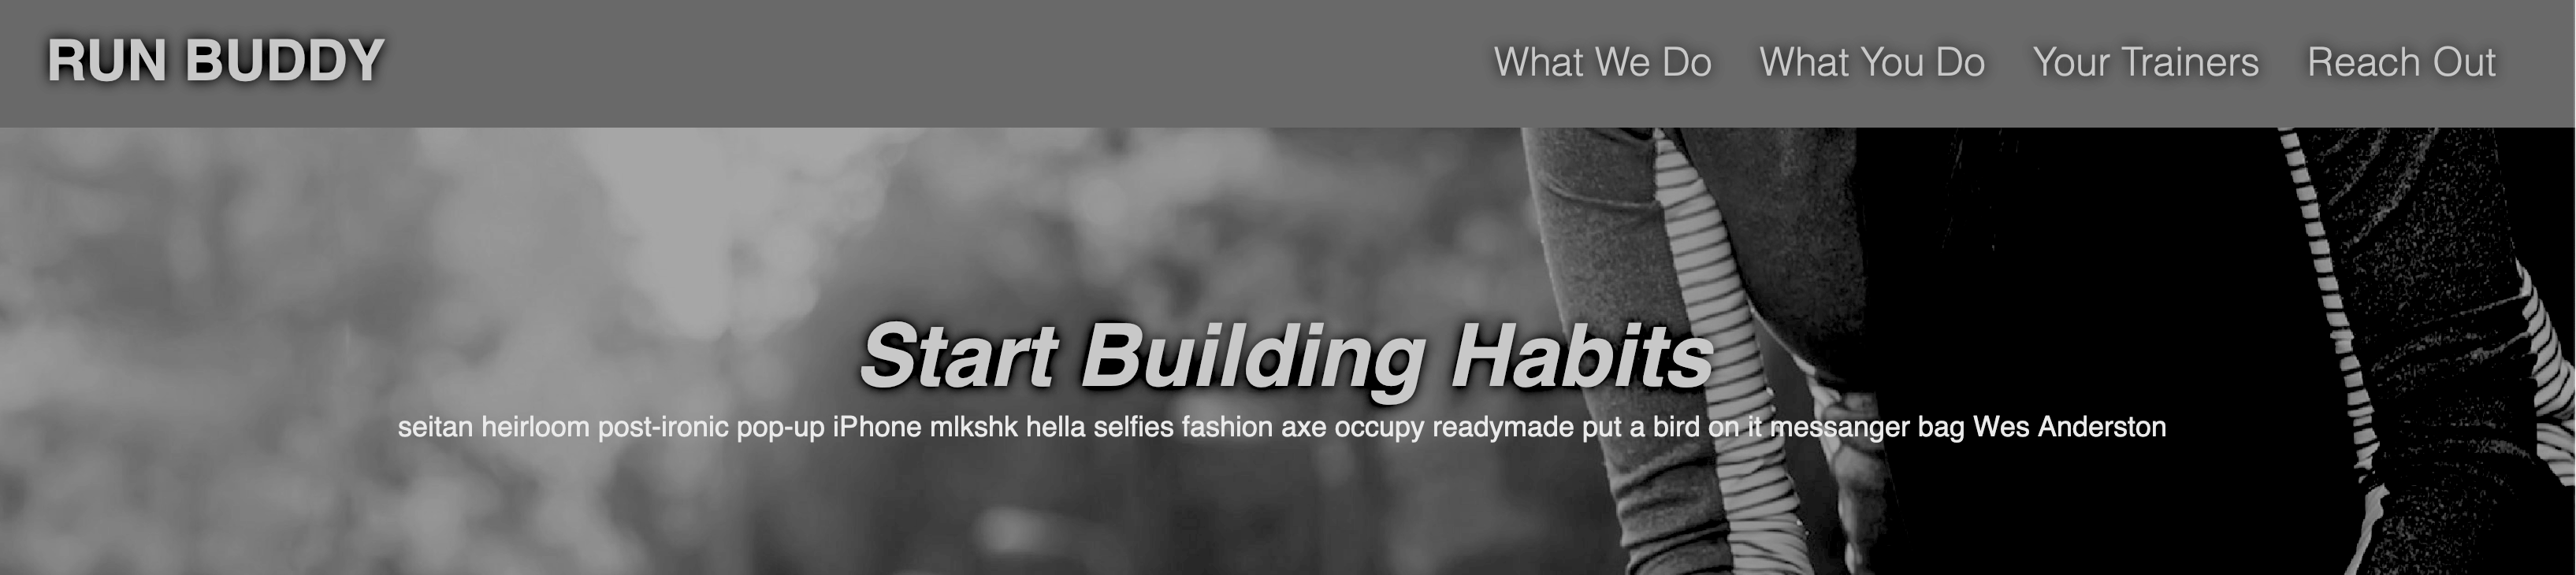 RUN BUDDY
What We Do What You Do Your Trainers Reach Out
Start Building Habits
seitan heirloom post-ironic pop-up iPhone mlkshk hella selfies fashion axe occupy readymade put a bird on it messanger bag Wes Anderston